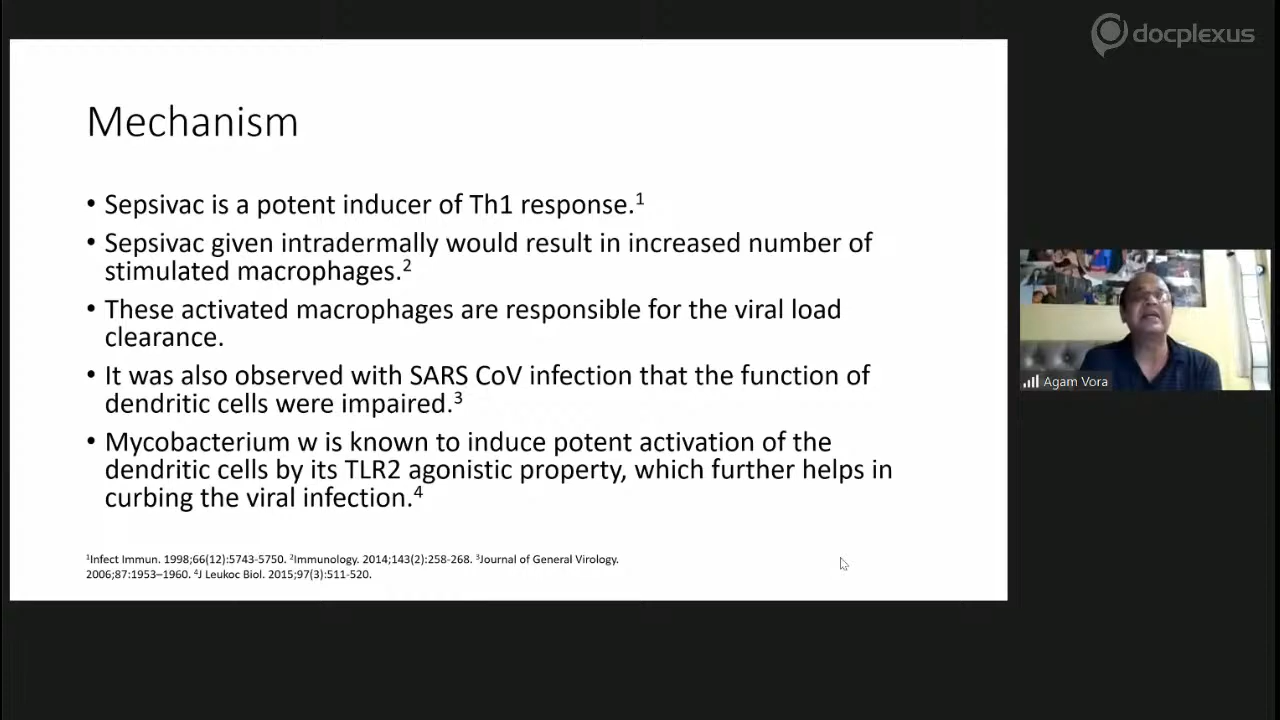 docplexus
Mechanism
• Sepsivac is a potent inducer of Th1 response.¹
• Sepsivac given intradermally would result in increased number of
stimulated macrophages.²
• These activated macrophages are responsible for the viral load
clearance.
• It was also observed with SARS CoV infection that the function of
dendritic cells were impaired.³
• Mycobacterium w is known to induce potent activation of the
dendritic cells by its TLR2 agonistic property, which further helps in
curbing the viral infection.⁴
¹Infect Immun. 1998;66(12):5743-5750. ²Immunology. 2014;143(2):258-268. ³Journal of General Virology.
2006;87:1953–1960. ⁴J Leukoc Biol. 2015;97(3):511-520.
Agam Vora